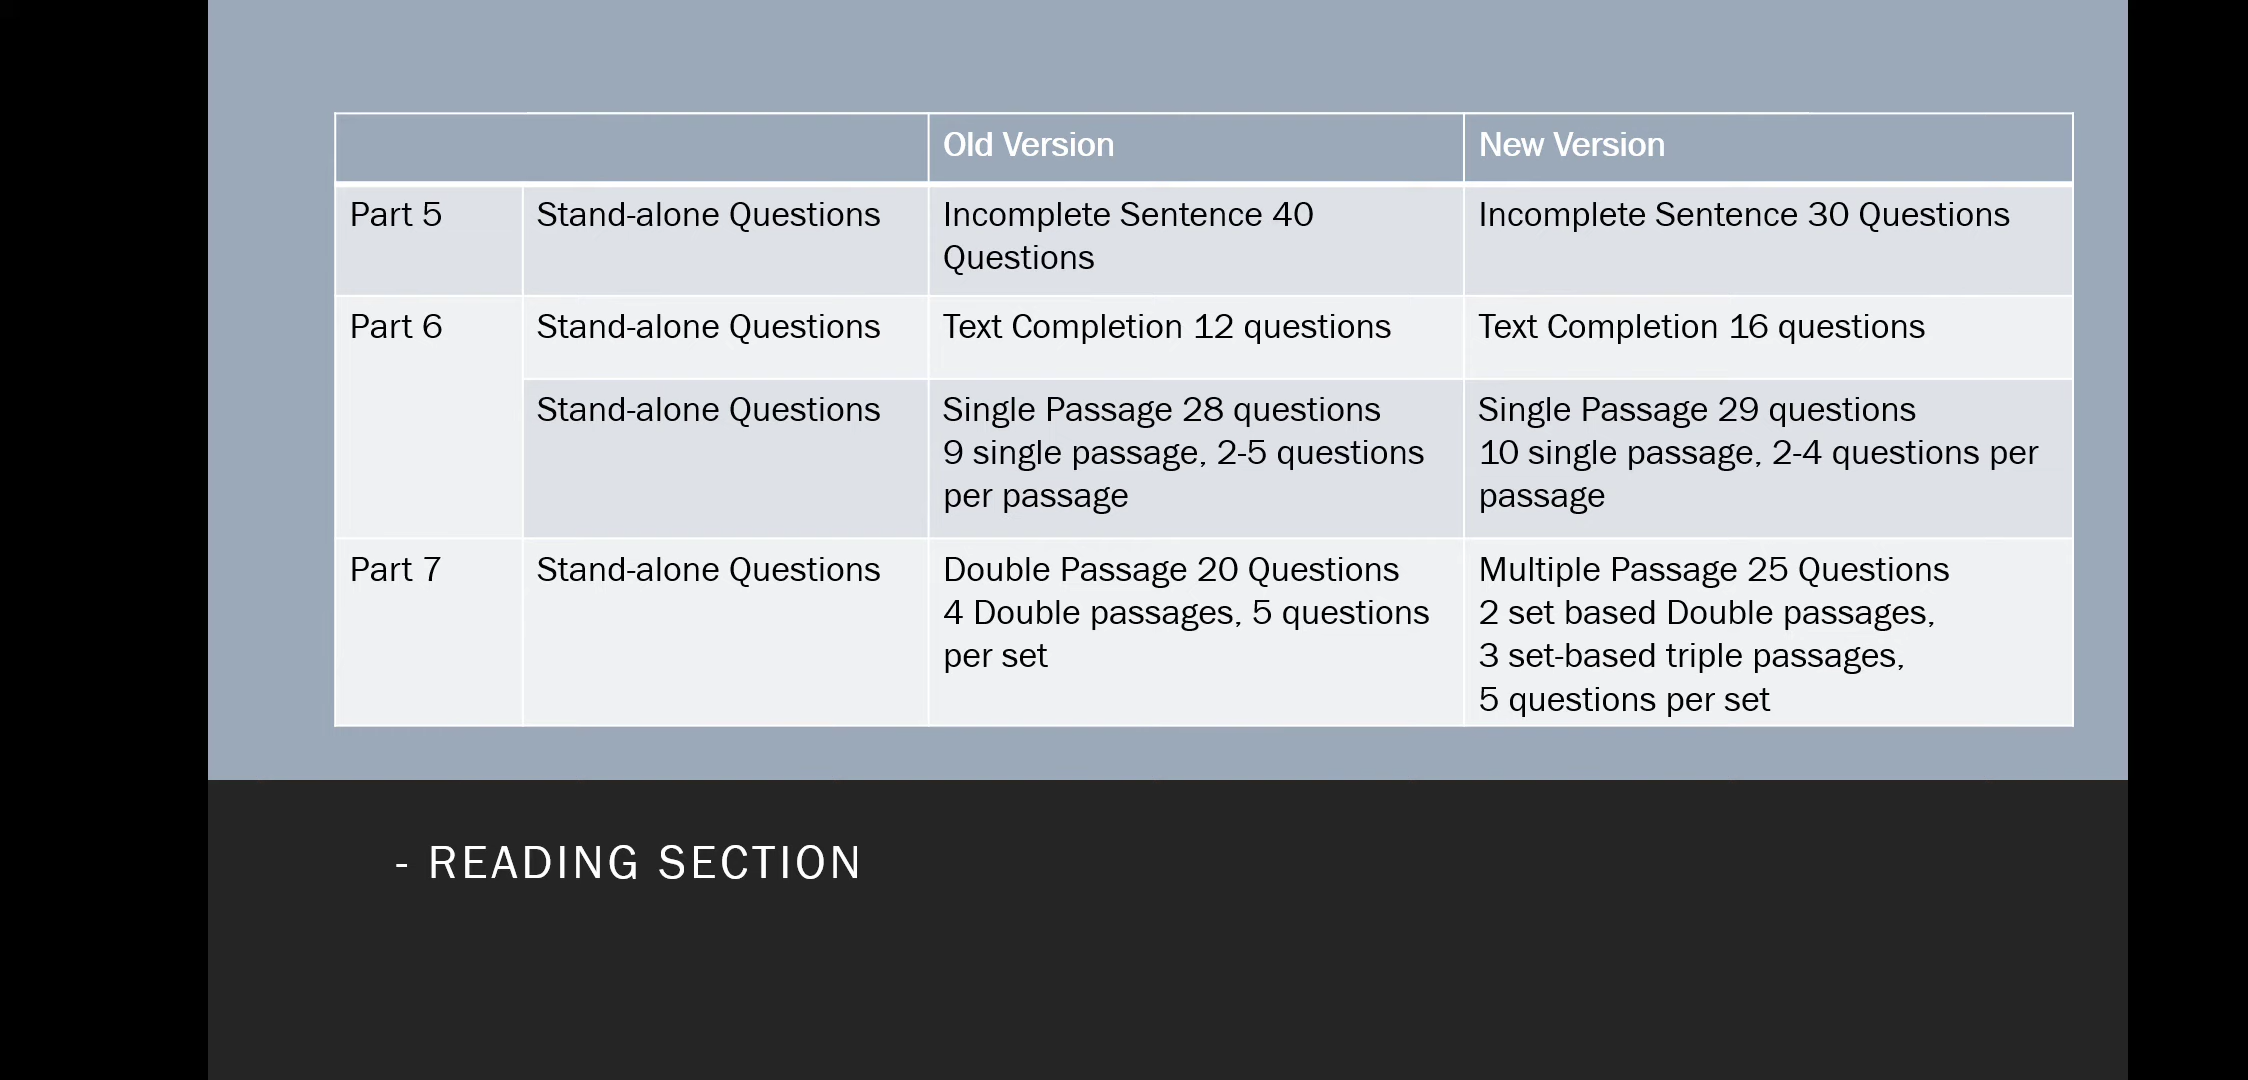 Old Version
New Version
Part 5
Stand-alone Questions
Incomplete Sentence 40
Questions
Incomplete Sentence 30 Questions
Part 6
Stand-alone Questions
Text Completion 12 questions
Text Completion 16 questions
Stand-alone Questions
Single Passage 28 questions
9 single passage, 2-5 questions
per passage
Single Passage 29 questions
10 single passage, 2-4 questions per
passage
Part 7
Stand-alone Questions
Double Passage 20 Questions
4 Double passages, 5 questions
per set
Multiple Passage 25 Questions
2 set based Double passages,
3 set-based triple passages,
5 questions per set
- READING SECTION